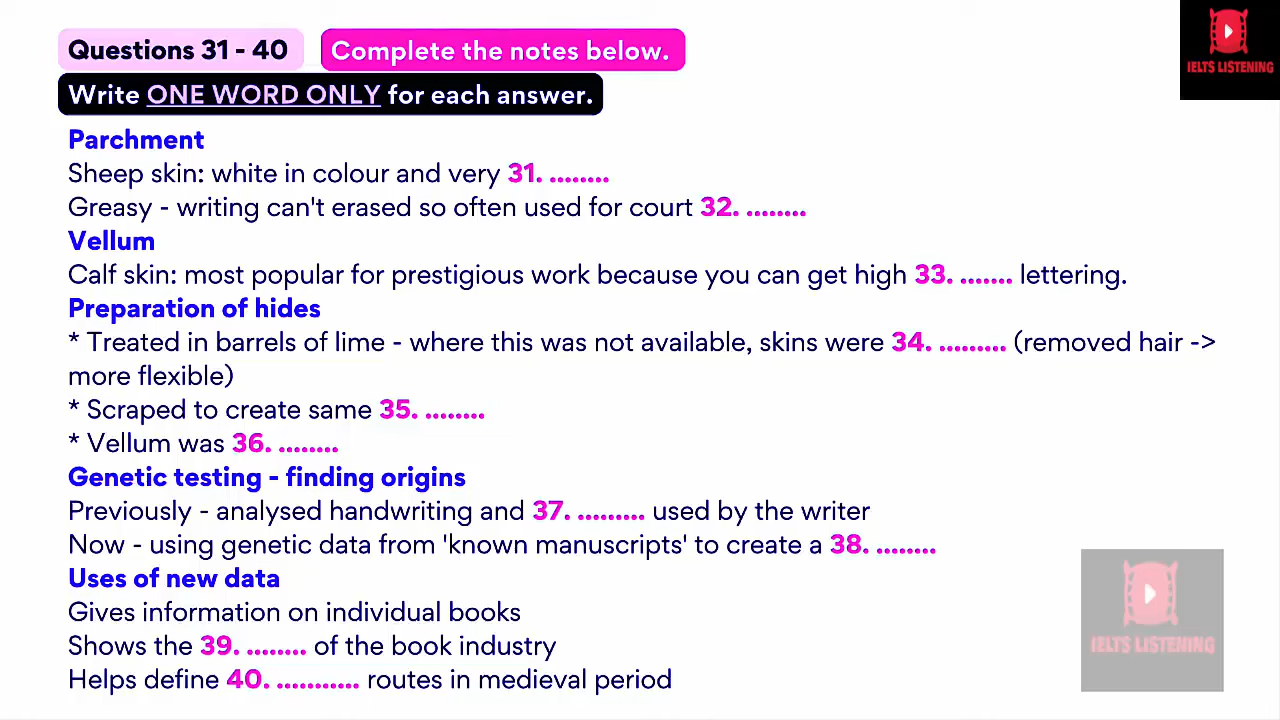 Questions 31 - 40
Complete the notes below.
IELTS LISTENING
Write ONE WORD ONLY for each answer.
Parchment
Sheep skin: white in colour and very 31. ........
Greasy - writing can't erased so often used for court 32. ........
Vellum
Calf skin: most popular for prestigious work because you can get high 33. ....... lettering.
Preparation of hides
* Treated in barrels of lime - where this was not available, skins were 34. ......... (removed hair ->
more flexible)
* Scraped to create same 35. ........
* Vellum was 36. ........
Genetic testing - finding origins
Previously - analysed handwriting and 37. ......... used by the writer
Now - using genetic data from 'known manuscripts' to create a 38. ........
Uses of new data
Gives information on individual books
Shows the 39. ........ of the book industry
Helps define 40. ........... routes in medieval period
IELTS LISTENING